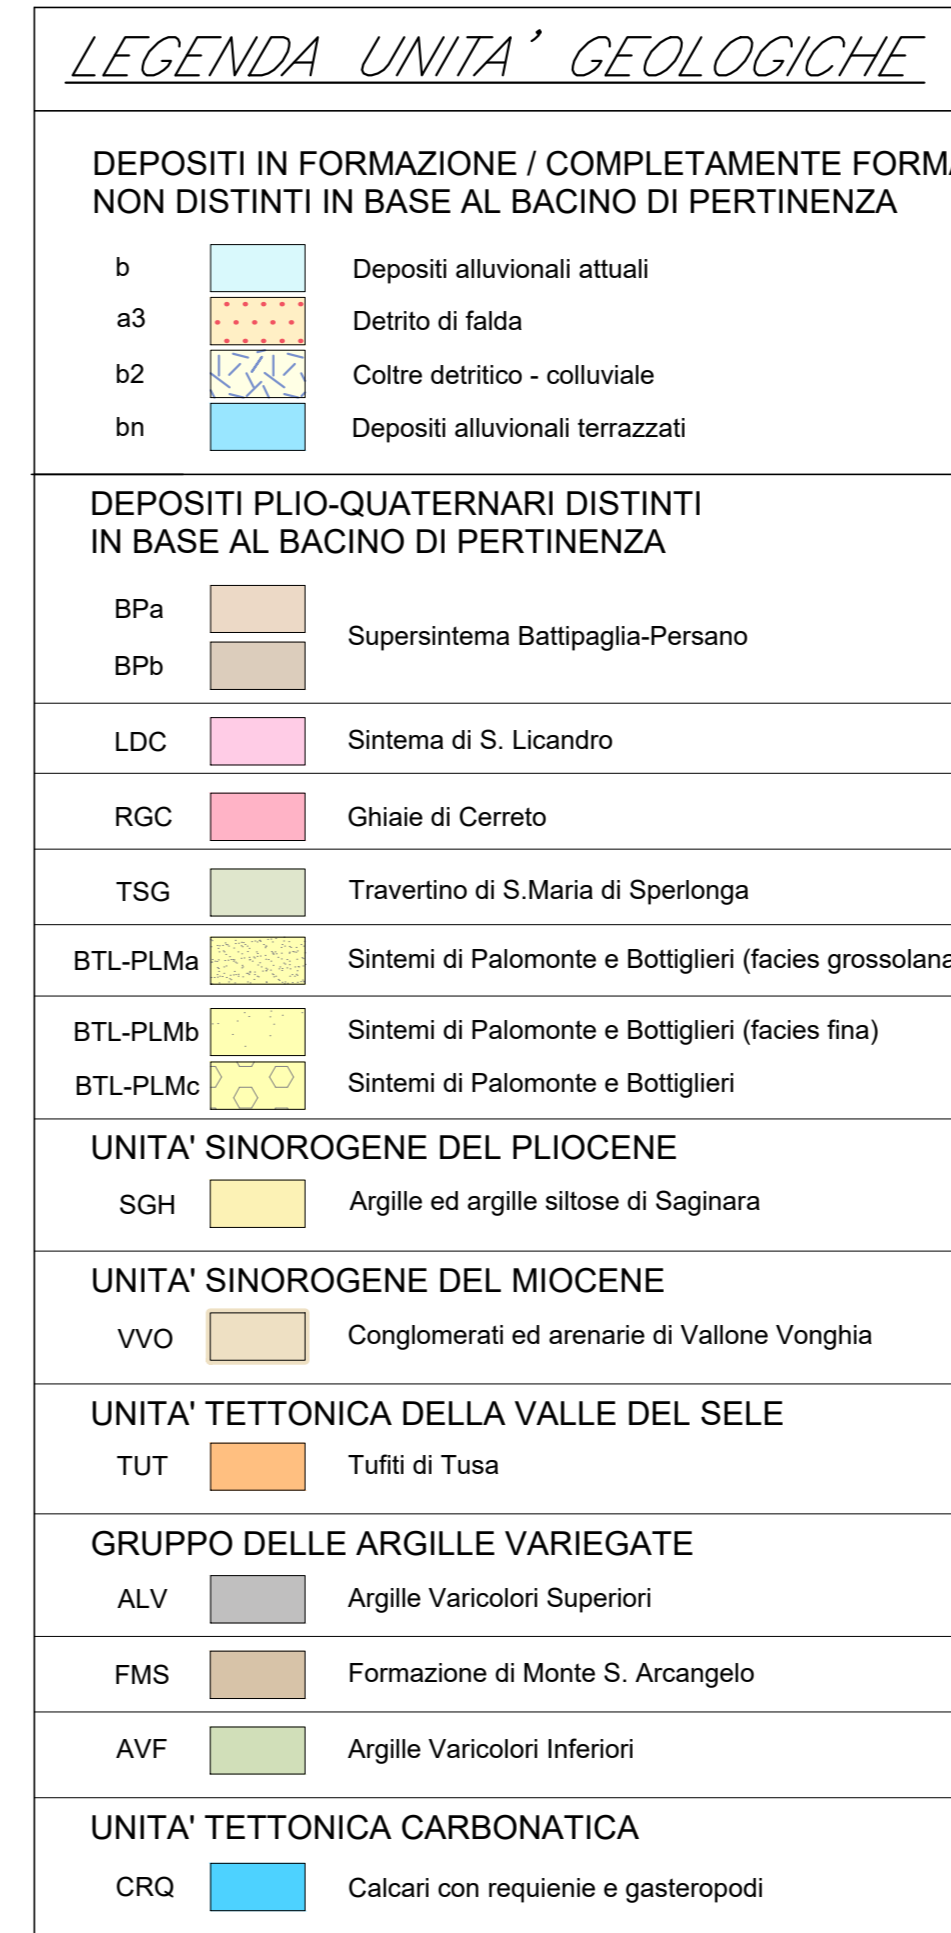 LEGENDA UNITA' GEOLOGICHE
DEPOSITI IN FORMAZIONE / COMPLETAMENTE
NON DISTINTI IN BASE AL BACINO DI PERTINENZA
b Depositi alluvionali attuali
a3 Detrito di falda
b2 Coltre detritico - colluviale
bn Depositi alluvionali terrazzati
DEPOSITI PLIO-QUATERNARI DISTINTI
IN BASE AL BACINO DI PERTINENZA
BPa
Supersintema Battipaglia-Persano
BPb
LDC Sintema di S. Licandro
RGC Ghiaie di Cerreto
TSG Travertino di S.Maria di Sperlonga
BTL-PLMa Sintemi di Palomonte e Bottiglieri (facies grossolana
BTL-PLMb Sintemi di Palomonte e Bottiglieri (facies fina)
BTL-PLMc Sintemi di Palomonte e Bottiglieri
UNITA' SINOROGENE DEL PLIOCENE
SGH Argille ed argille siltose di Saginara
UNITA' SINOROGENE DEL MIOCENE
VVO Conglomerati ed arenarie di Vallone Vonghia
UNITA' TETTONICA DELLA VALLE DEL SELE
TUT Tufiti di Tusa
GRUPPO DELLE ARGILLE VARIEGATE
ALV Argille Varicolori Superiori
FMS Formazione di Monte S. Arcangelo
AVF Argille Varicolori Inferiori
UNITA' TETTONICA CARBONATICA
CRQ Calcari con requienie e gasteropodi